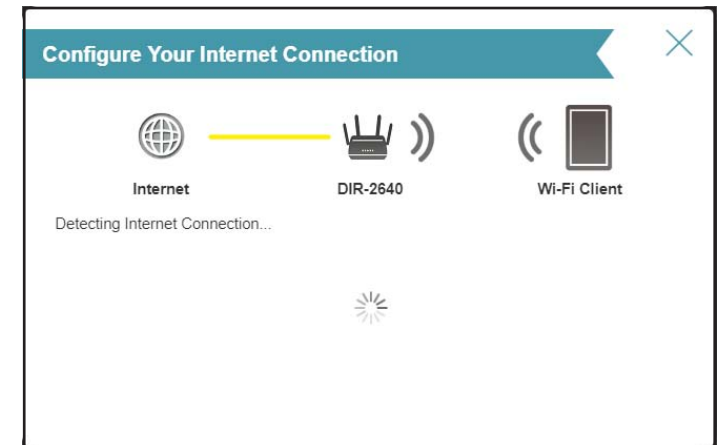 Configure Your Internet Connection
Internet
DIR-2640
Wi-Fi Client
Detecting Internet Connection...